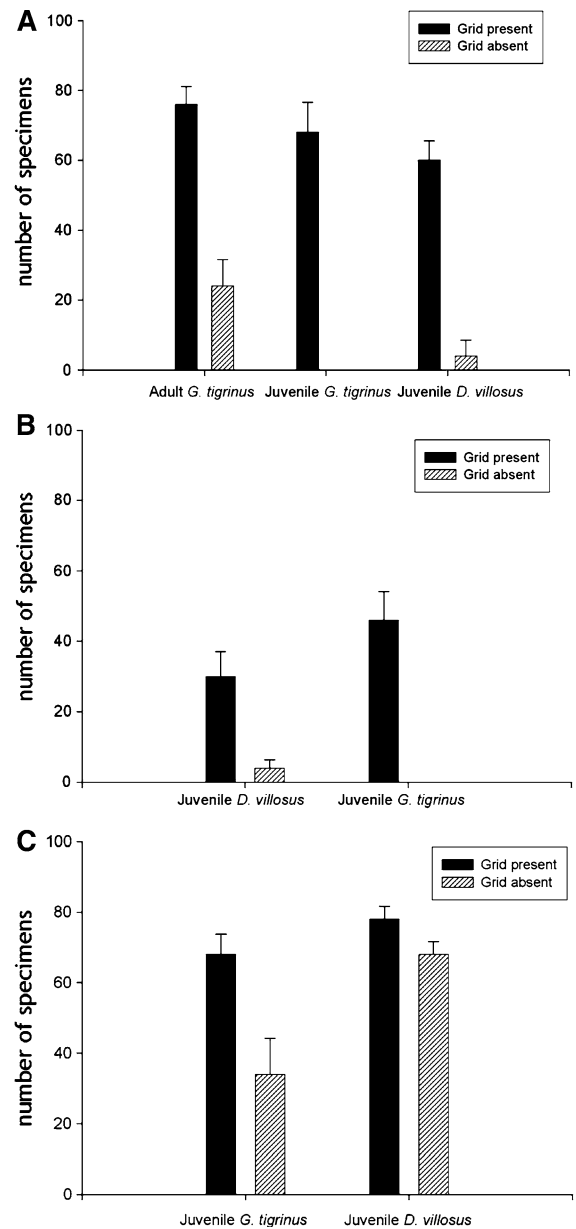 A
Grid present
Grid absent
number of specimens
100
80
60
40
20
0
Adult G. tigrinus Juvenile G. tigrinus Juvenile D. villosus
B
Grid present
Grid absent
number of specimens
100
80
60
40
20
0
Juvenile D. villosus Juvenile G. tigrinus
C
Grid present
Grid absent
number of specimens
100
80
60
40
20
0
Juvenile G. tigrinus Juvenile D. villosus